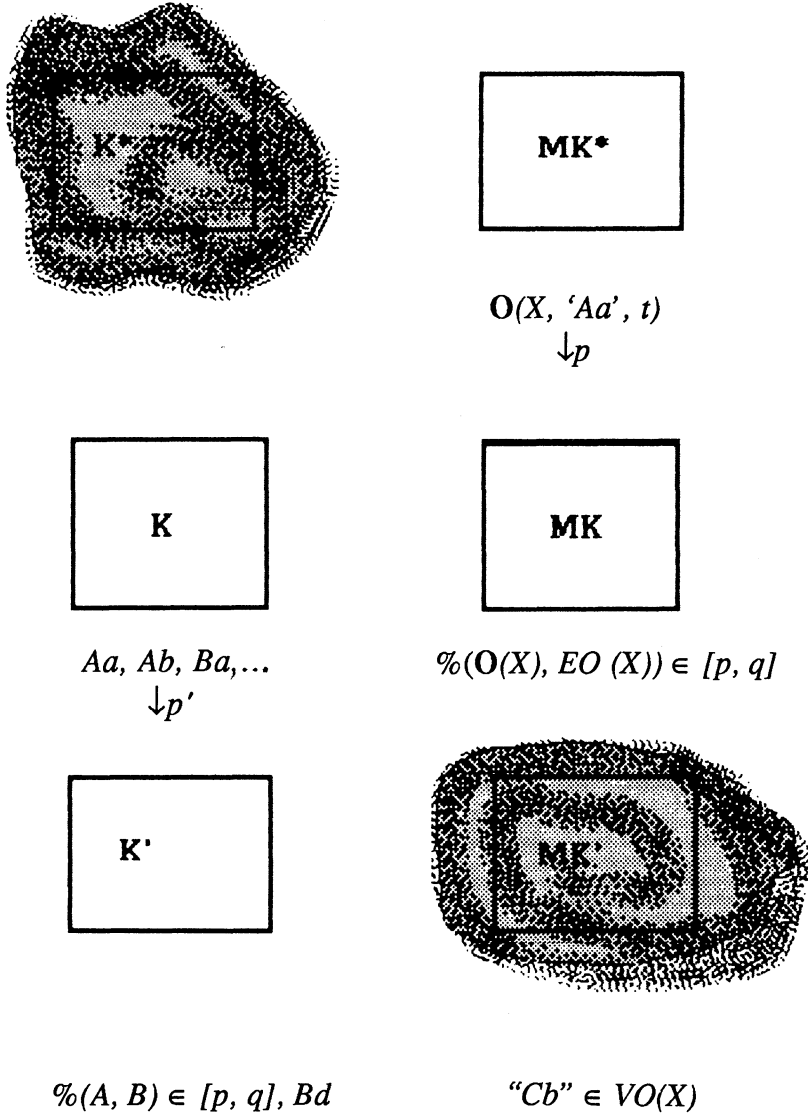 K* MK*
O(X, ‘Aa’, t)
↓p
K MK
Aa, Ab, Ba,... %(O(X), EO (X)) ∈ [p, q]
↓p'
K' MK'
%(A, B) ∈ [p, q], Bd “Cb” ∈ VO(X)